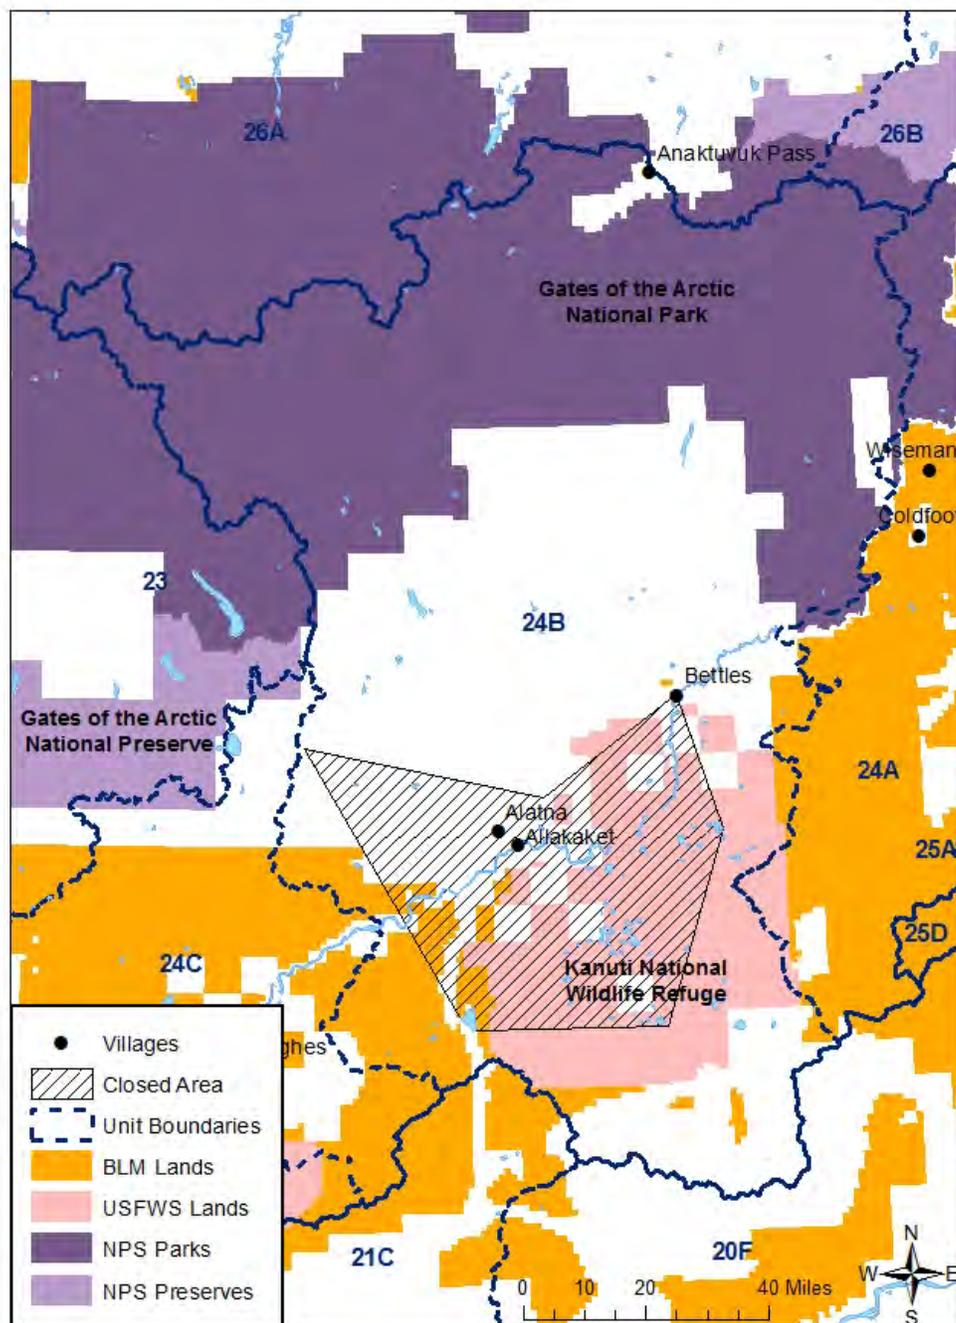 26A
26B
Anaktuvuk Pass
Gates of the Arctic
National Park
Wiseman
Coldfoot
23
24B
Bettles
Gates of the Arctic
National Preserve
24A
Alatna
Allakaket
25A
25D
24C
Kanuti National
Wildlife Refuge
ghes
Villages
Closed Area
Unit Boundaries
BLM Lands
USFWS Lands
NPS Parks
NPS Preserves
21C
20F
N
W E
S
0 10 20 40 Miles